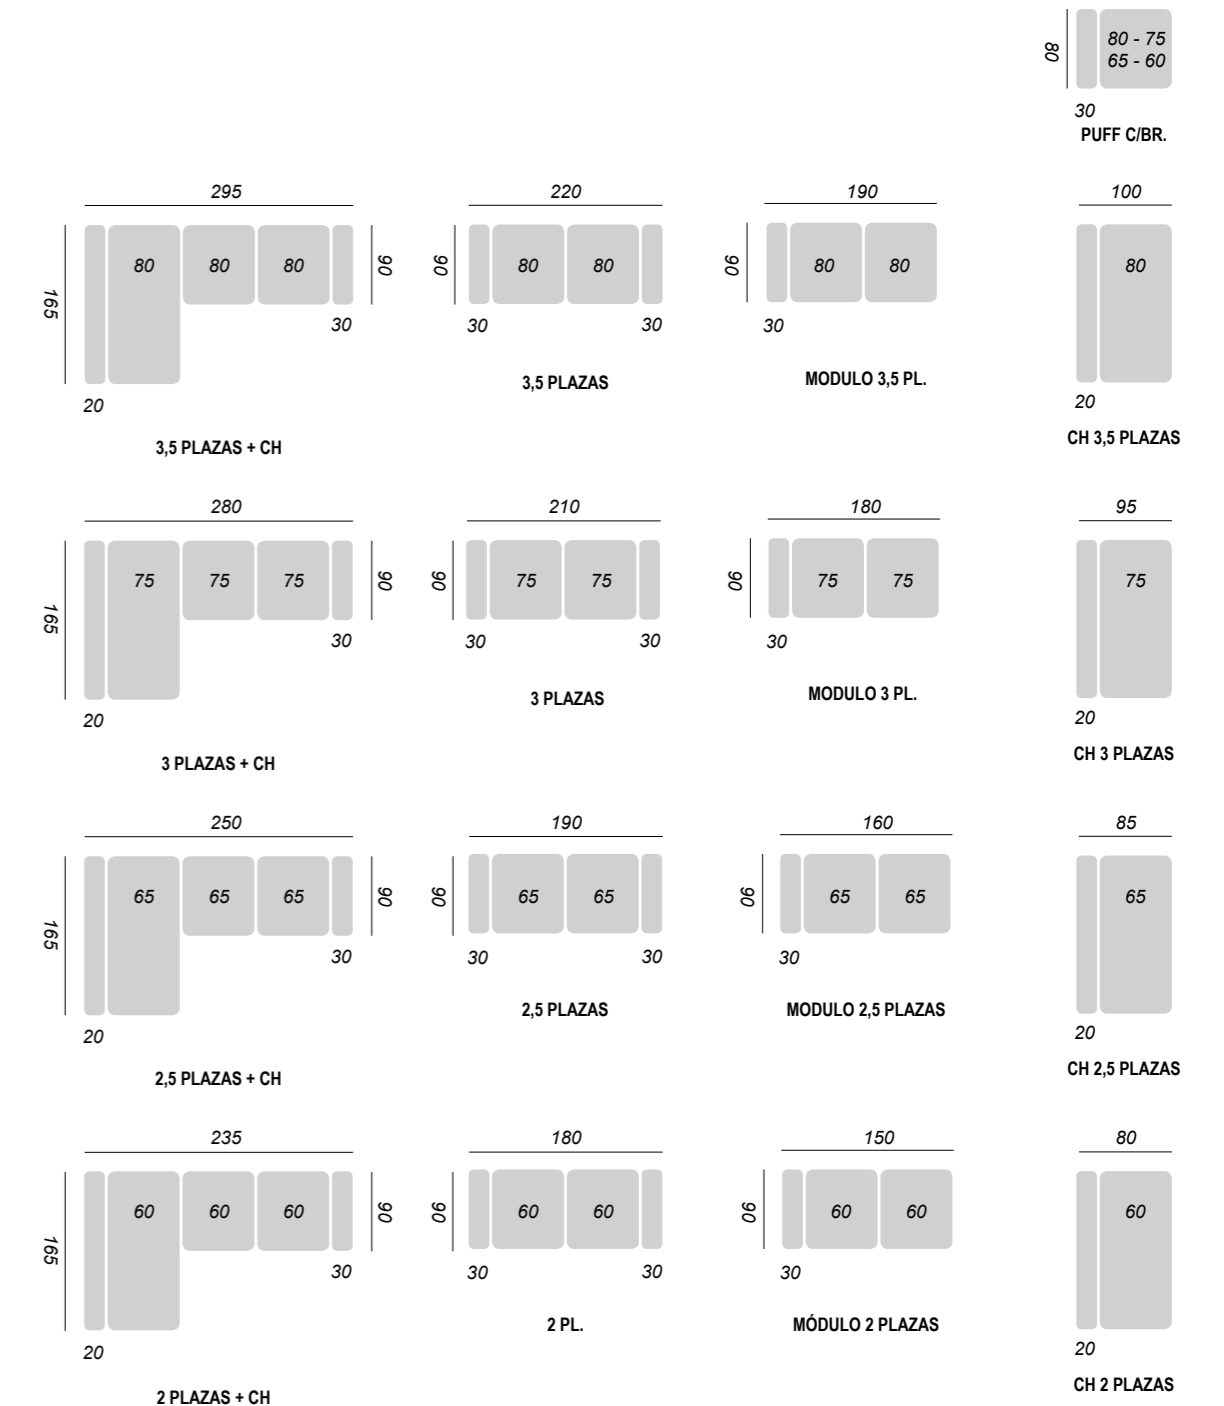 80
80 - 75
65 - 60
30
PUFF C/BR.
295
220
190
100
165
80 80 80
90
90
80 80
90
80 80
80
30
30 30
30
20
20
3,5 PLAZAS
MODULO 3,5 PL.
3,5 PLAZAS + CH
CH 3,5 PLAZAS
280
210
180
95
165
75 75 75
90
90
75 75
90
75 75
75
30
30 30
30
20
20
3 PLAZAS
MODULO 3 PL.
3 PLAZAS + CH
CH 3 PLAZAS
250
190
160
85
165
65 65 65
90
90
65 65
90
65 65
65
30
30 30
30
20
20
2,5 PLAZAS
MODULO 2,5 PLAZAS
2,5 PLAZAS + CH
CH 2,5 PLAZAS
235
180
150
80
165
60 60 60
90
90
60 60
90
60 60
60
30
30 30
30
20
20
2 PL.
MÓDULO 2 PLAZAS
2 PLAZAS + CH
CH 2 PLAZAS